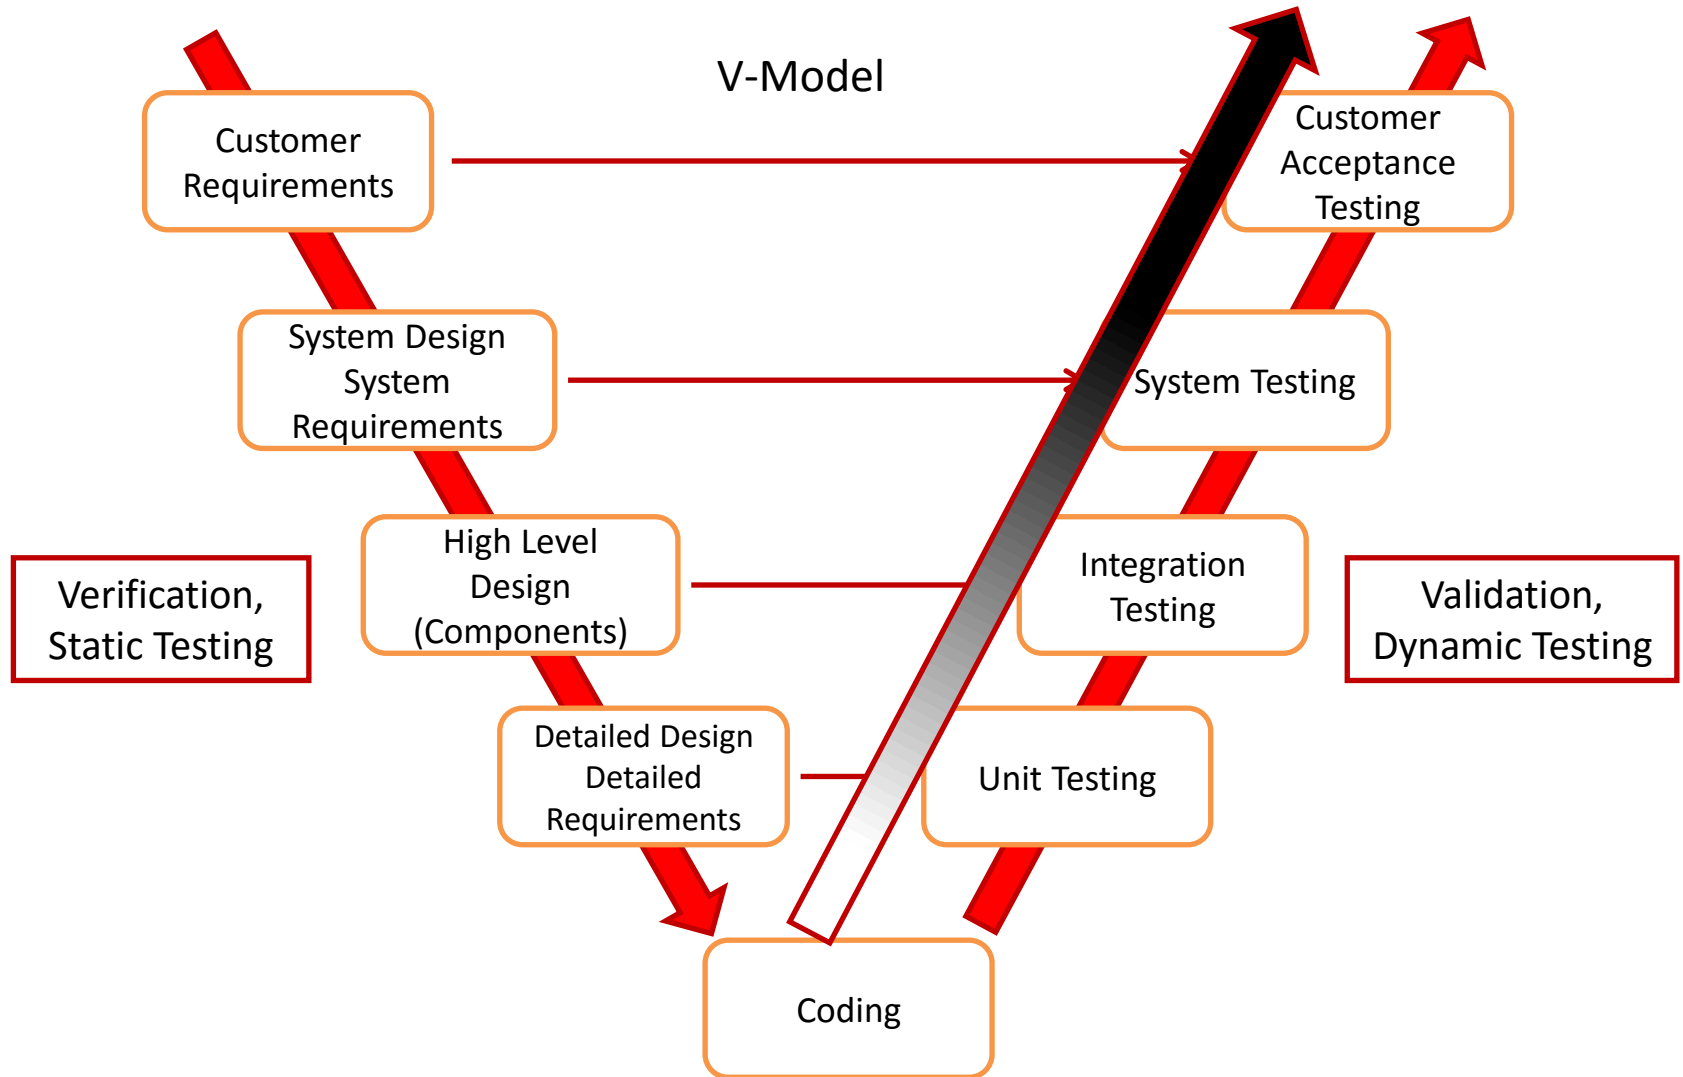 V-Model
Customer
Requirements
Customer
Acceptance
Testing
System Design
System
Requirements
System Testing
High Level
Design
(Components)
Integration
Testing
Verification,
Static Testing
Validation,
Dynamic Testing
Detailed Design
Detailed
Requirements
Unit Testing
Coding